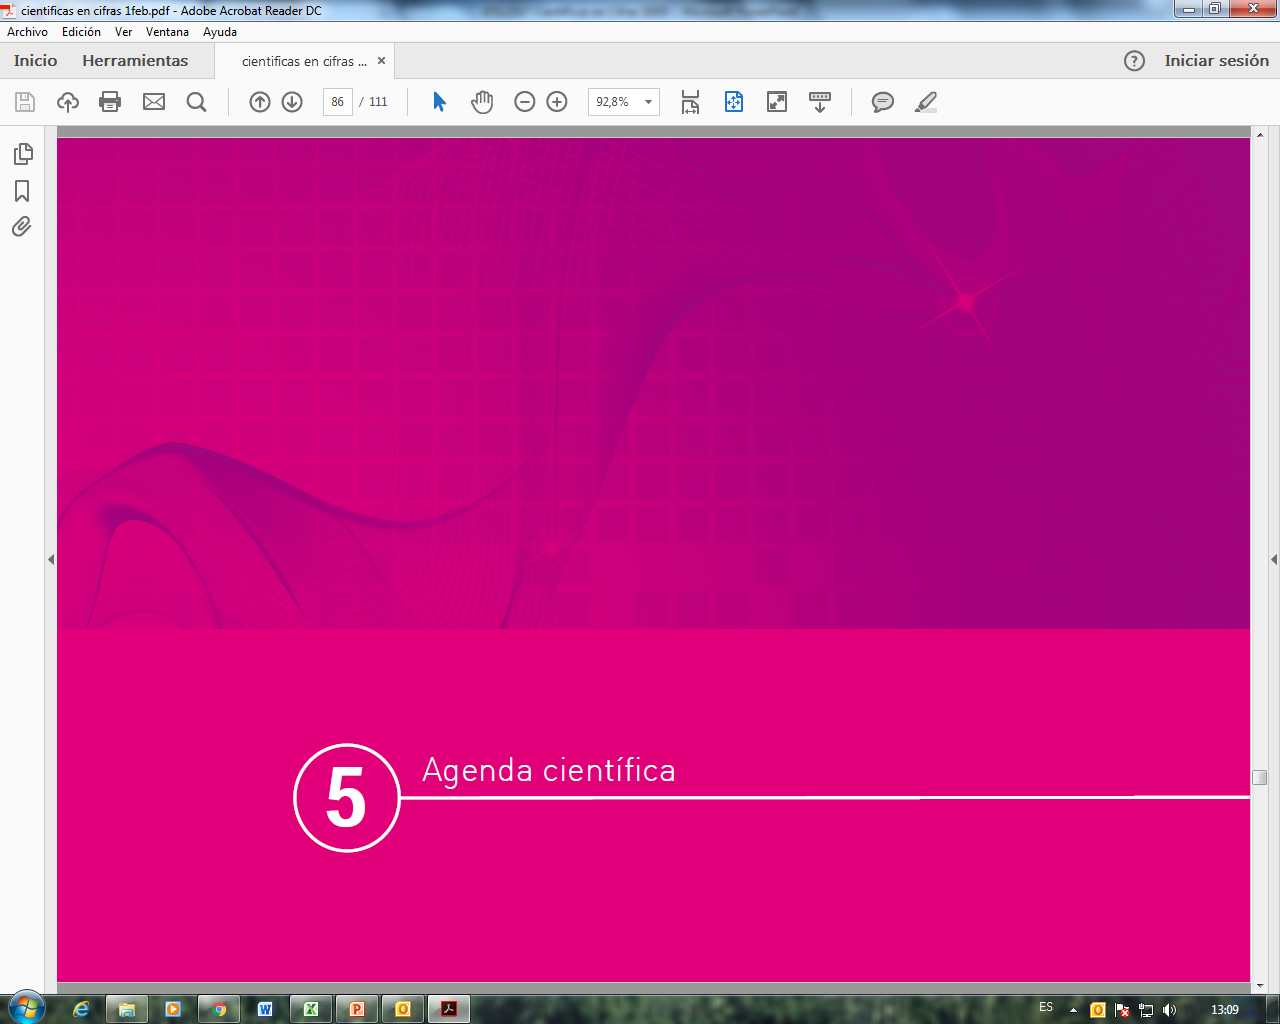 cientificas en cifras 1feb.pdf - Adobe Acrobat Reader DC
Archivo Edición Ver Ventana Ayuda
Inicio Herramientas cientificas en cifras ... × ? Iniciar sesión
86 / 111 92,8%
5 Agenda científica
ES 13:09